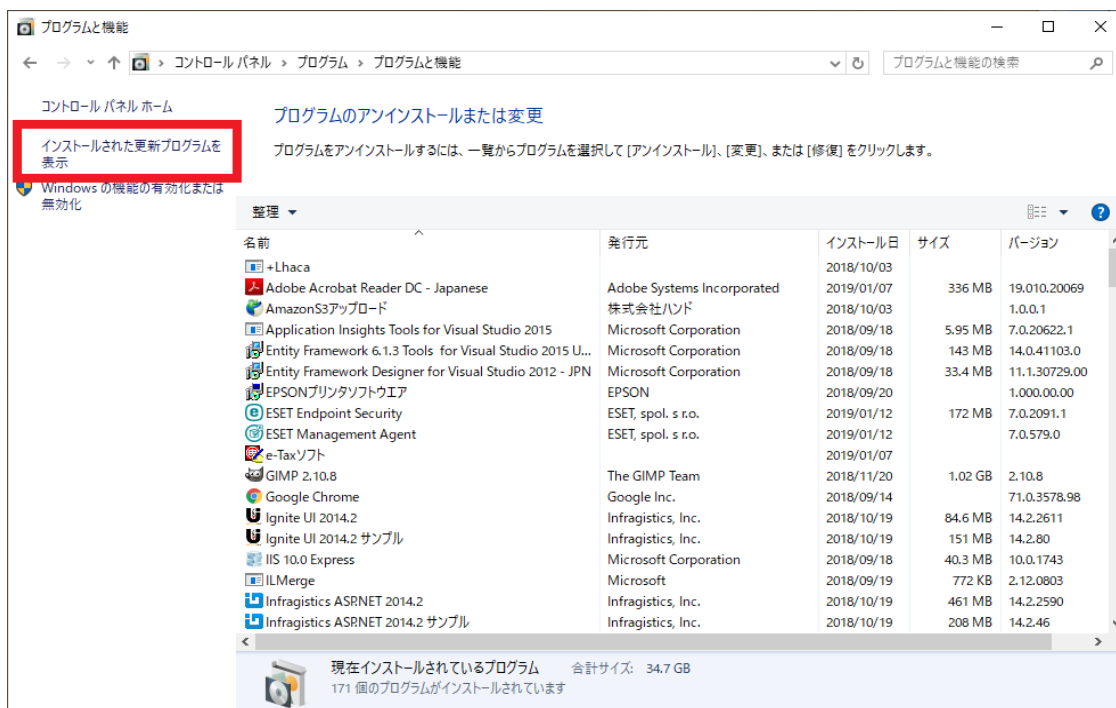 プログラムと機能
コントロール パネル › プログラム › プログラムと機能
プログラムと機能の検索
コントロール パネル ホーム
インストールされた更新プログラムを
表示
Windows の機能の有効化または
無効化
プログラムのアンインストールまたは変更
プログラムをアンインストールするには、一覧からプログラムを選択して [アンインストール]、[変更]、または [修復] をクリックします。
整理
名前 発行元 インストール日 サイズ バージョン
+Lhaca 2018/10/03
Adobe Acrobat Reader DC - Japanese Adobe Systems Incorporated 2019/01/07 336 MB 19.010.20069
AmazonS3アップロード 株式会社ハンド 2018/10/03 1.0.0.1
Application Insights Tools for Visual Studio 2015 Microsoft Corporation 2018/09/18 5.95 MB 7.0.20622.1
Entity Framework 6.1.3 Tools for Visual Studio 2015 U... Microsoft Corporation 2018/09/18 143 MB 14.0.41103.0
Entity Framework Designer for Visual Studio 2012 - JPN Microsoft Corporation 2018/09/18 33.4 MB 11.1.30729.00
EPSONプリンタソフトウエア EPSON 2018/09/20 1.000.00.00
ESET Endpoint Security ESET, spol. s r.o. 2019/01/12 172 MB 7.0.2091.1
ESET Management Agent ESET, spol. s r.o. 2019/01/12 7.0.579.0
e-Taxソフト 2019/01/07
GIMP 2.10.8 The GIMP Team 2018/11/20 1.02 GB 2.10.8
Google Chrome Google Inc. 2018/09/14 71.0.3578.98
Ignite UI 2014.2 Infragistics, Inc. 2018/10/19 84.6 MB 14.2.2611
Ignite UI 2014.2 サンプル Infragistics, Inc. 2018/10/19 151 MB 14.2.80
IIS 10.0 Express Microsoft Corporation 2018/09/18 40.3 MB 10.0.1743
ILMerge Microsoft 2018/09/19 772 KB 2.12.0803
Infragistics ASP.NET 2014.2 Infragistics, Inc. 2018/10/19 461 MB 14.2.2590
Infragistics ASP.NET 2014.2 サンプル Infragistics, Inc. 2018/10/19 208 MB 14.2.46
現在インストールされているプログラム 合計サイズ: 34.7 GB
171 個のプログラムがインストールされています